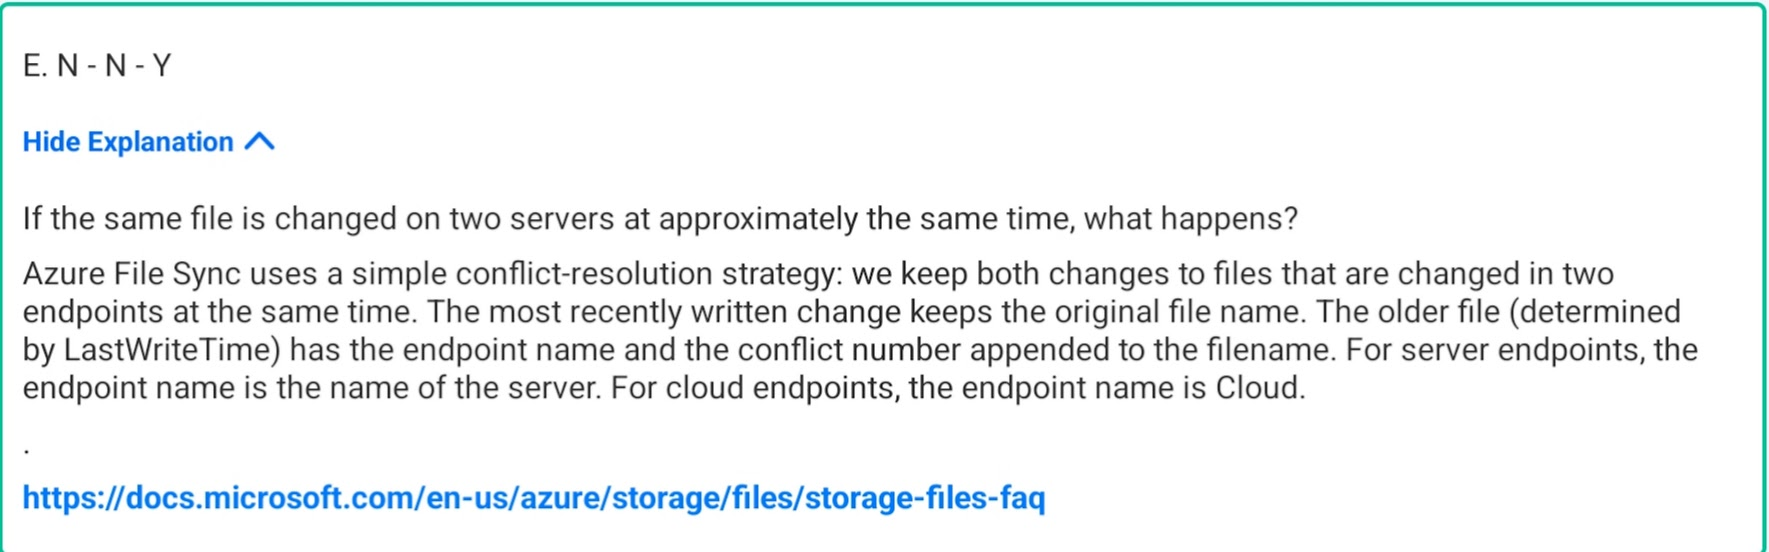 E. N - N - Y
Hide Explanation
If the same file is changed on two servers at approximately the same time, what happens?
Azure File Sync uses a simple conflict-resolution strategy: we keep both changes to files that are changed in two
endpoints at the same time. The most recently written change keeps the original file name. The older file (determined
by LastWriteTime) has the endpoint name and the conflict number appended to the filename. For server endpoints, the
endpoint name is the name of the server. For cloud endpoints, the endpoint name is Cloud.
.
https://docs.microsoft.com/en-us/azure/storage/files/storage-files-faq